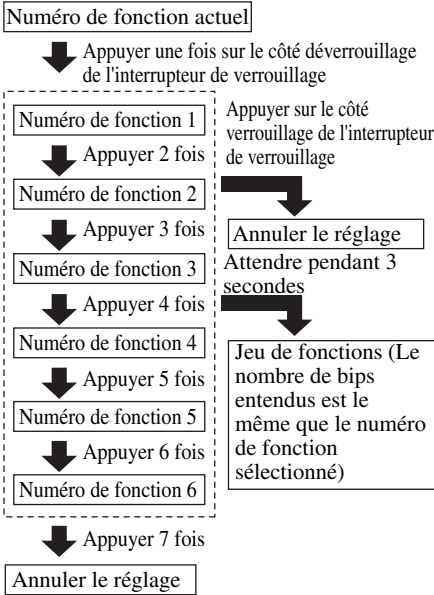 Numéro de fonction actuel
Appuyer une fois sur le côté déverrouillage
de l'interrupteur de verrouillage
Numéro de fonction 1
Appuyer 2 fois
Numéro de fonction 2
Appuyer 3 fois
Numéro de fonction 3
Appuyer 4 fois
Numéro de fonction 4
Appuyer 5 fois
Numéro de fonction 5
Appuyer 6 fois
Numéro de fonction 6
Appuyer 7 fois
Annuler le réglage
Appuyer sur le côté
verrouillage de l'interrupteur
de verrouillage
Annuler le réglage
Attendre pendant 3
secondes
Jeu de fonctions (Le
nombre de bips
entendus est le
même que le numéro
de fonction
sélectionné)